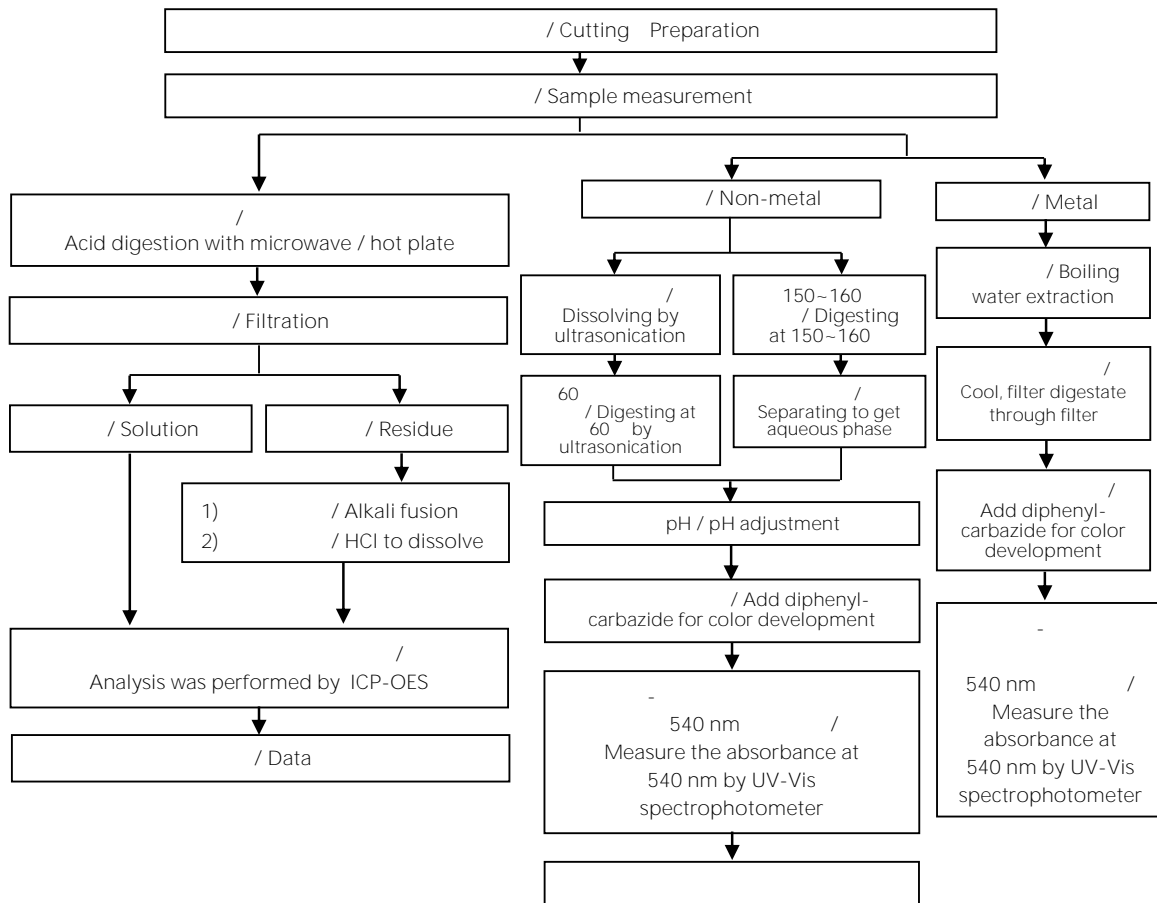 / Cutting Preparation
/ Sample measurement
/
Acid digestion with microwave / hot plate
/ Filtration
/ Solution
/ Residue
1) / Alkali fusion
2) / HCl to dissolve
/
Analysis was performed by ICP-OES
/ Data
/ Non-metal
/
Dissolving by
ultrasonication
150~160
/ Digesting
at 150~160
60
/ Digesting at
60 by
ultrasonication
/
Separating to get
aqueous phase
pH / pH adjustment
/ Add diphenyl-
carbazide for color development
-
540 nm /
Measure the absorbance at
540 nm by UV-Vis
spectrophotometer
/ Metal
/ Boiling
water extraction
/
Cool, filter digestate
through filter
/
Add diphenyl-
carbazide for color
development
-
540 nm /
Measure the
absorbance at
540 nm by UV-Vis
spectrophotometer